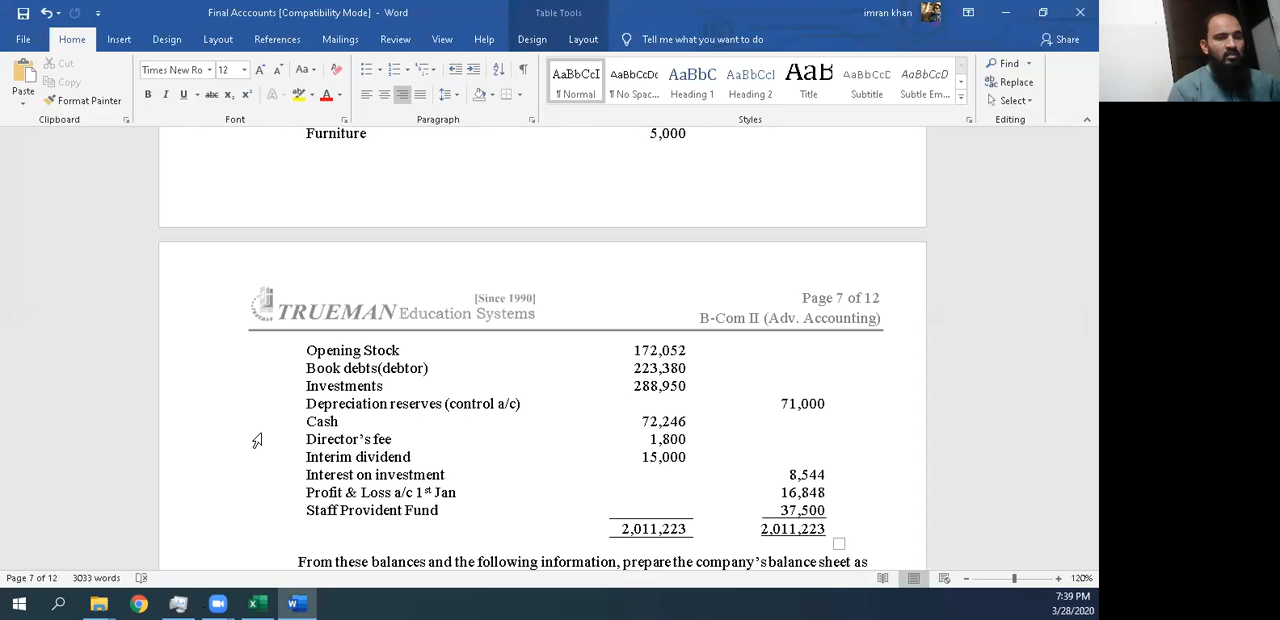 Final Acccounts [Compatibility Mode] - Word
Table Tools
imran khan
File
Home
Insert
Design
Layout
References
Mailings
Review
View
Help
Design
Layout
Tell me what you want to do
Share
Paste
Cut
Copy
Format Painter
Clipboard
Times New Ro
12
Font
Paragraph
AaBbCcI
¶ Normal
AaBbCcDc
¶ No Spac...
AaBbC
Heading 1
AaBbCcI
Heading 2
AaB
Title
AaBbCcD
Subtitle
AaBbCcD
Subtle Em...
Styles
Find
Replace
Select
Editing
Furniture 5,000
[Since 1990]
TRUEMAN Education Systems
Page 7 of 12
B-Com II (Adv. Accounting)
Opening Stock 172,052
Book debts(debtor) 223,380
Investments 288,950
Depreciation reserves (control a/c) 71,000
Cash 72,246
Director's fee 1,800
Interim dividend 15,000
Interest on investment 8,544
Profit & Loss a/c 1st Jan 16,848
Staff Provident Fund 37,500
2,011,223 2,011,223
From these balances and the following information, prepare the company's balance sheet as
Page 7 of 12 3033 words
120%
7:39 PM
3/28/2020